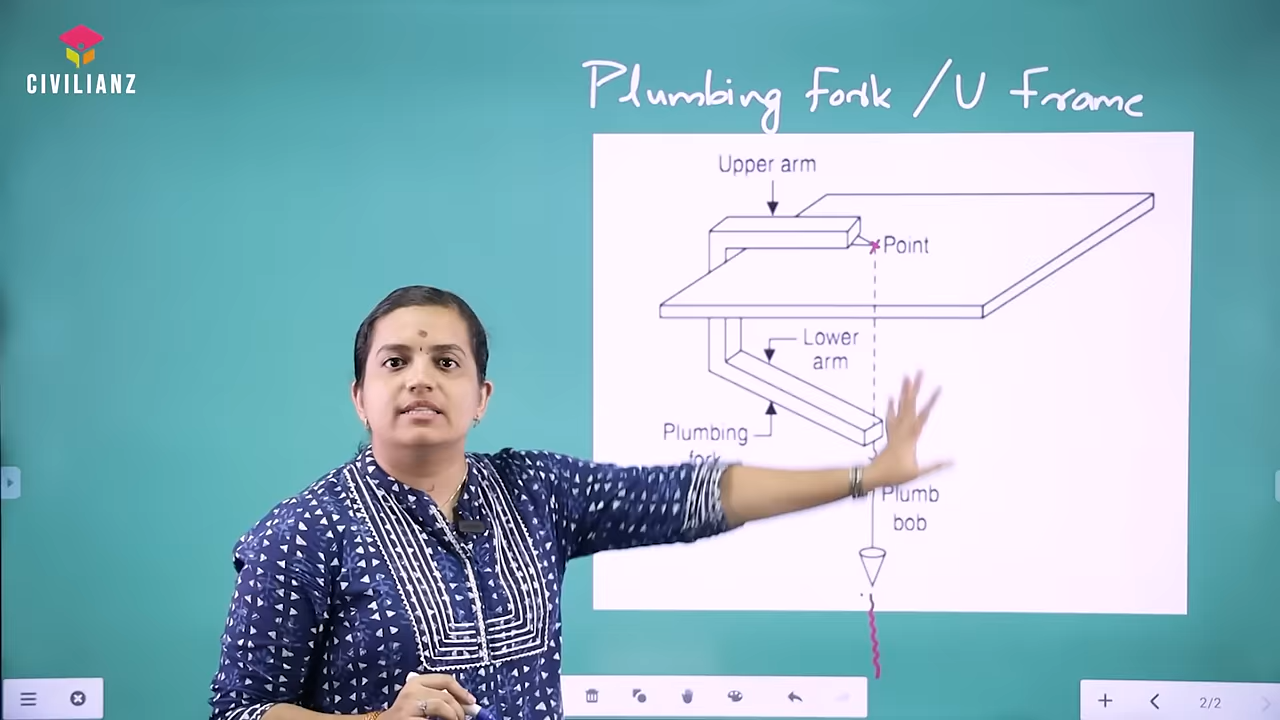 CIVILIANZ
Plumbing fork / U frame
Upper arm
Point
Lower
arm
Plumbing
fork
Plumb
bob
2/2